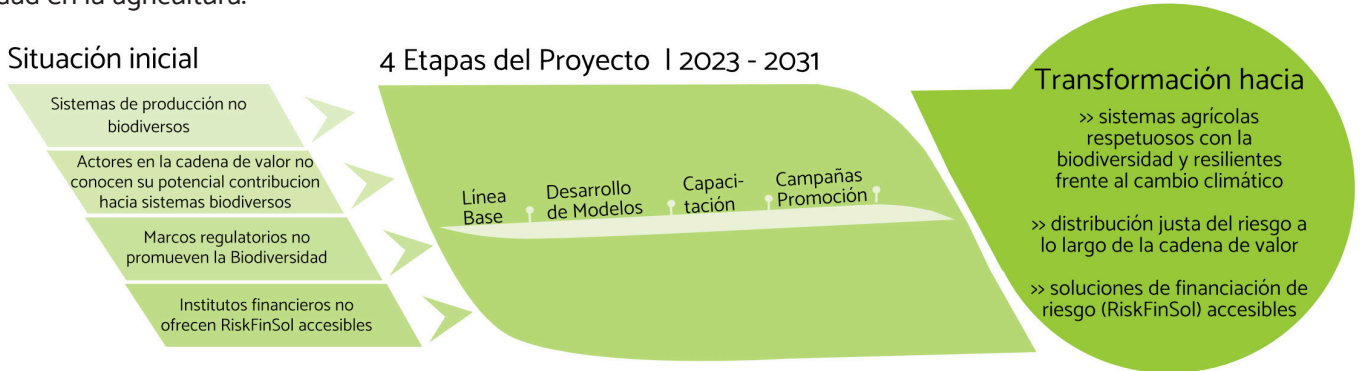 dad en la agricultura.
Situación inicial
Sistemas de producción no
biodiversos
Actores en la cadena de valor no
conocen su potencial contribucion
hacia sistemas biodiversos
Marcos regulatorios no
promueven la Biodiversidad
Institutos financieros no
ofrecen RiskFinSol accesibles
4 Etapas del Proyecto l 2023 - 2031
Línea
Base
Desarrollo
de Modelos
Capaci-
tación
Campañas
Promoción
Transformación hacia
>> sistemas agrícolas
respetuosos con la
biodiversidad y resilientes
frente al cambio climático
>> distribución justa del riesgo a
lo largo de la cadena de valor
>> soluciones de financiación de
riesgo (RiskFinSol) accesibles